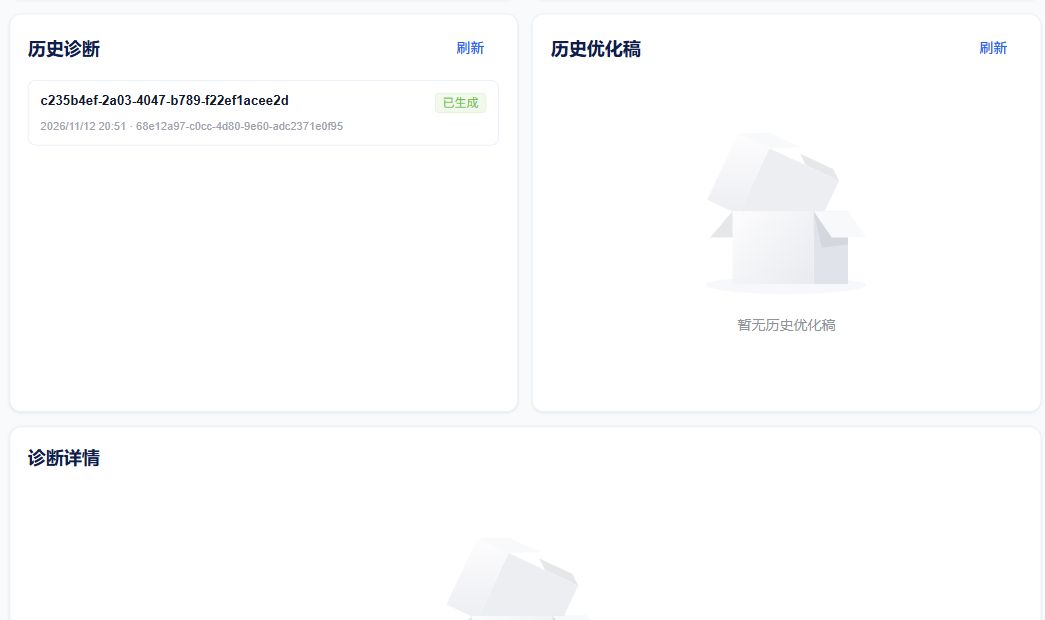 历史诊断
刷新
c235b4ef-2a03-4047-b789-f22ef1acee2d
已生成
2026/11/12 20:51 · 68e12a97-c0cc-4d80-9e60-adc2371e0f95
历史优化稿
刷新
暂无历史优化稿
诊断详情